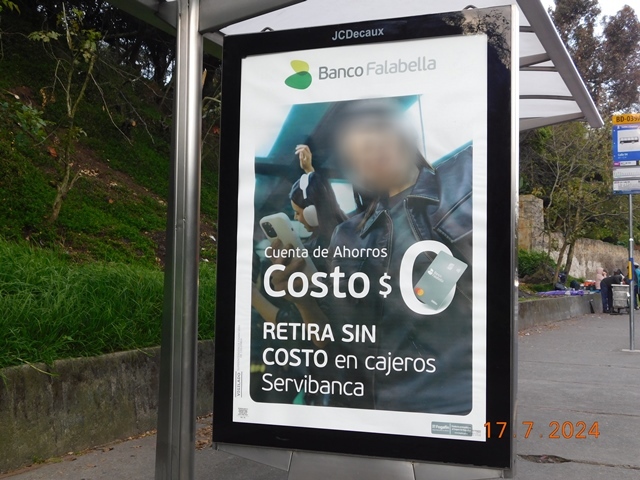 JCDecaux
Banco Falabella
Cuenta de Ahorros
Costo $0
RETIRA SIN
COSTO en cajeros
Servibanca
17.7.2024